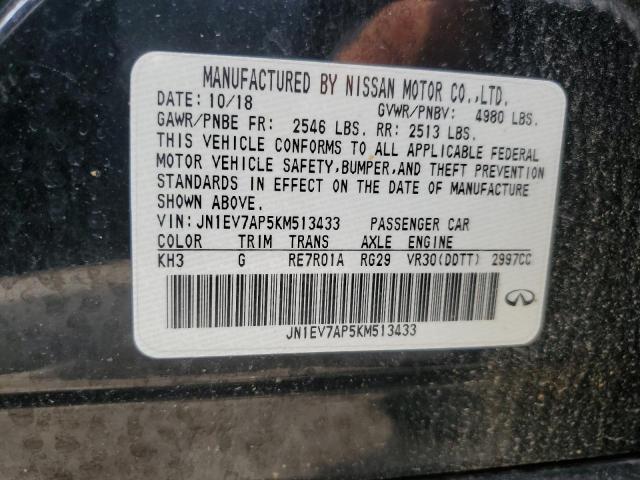 MANUFACTURED BY NISSAN MOTOR CO.,LTD.
DATE: 10/18 GVWR/PNBV: 4980 LBS.
GAWR/PNBE FR: 2546 LBS. RR: 2513 LBS.
THIS VEHICLE CONFORMS TO ALL APPLICABLE FEDERAL
MOTOR VEHICLE SAFETY,BUMPER,AND THEFT PREVENTION
STANDARDS IN EFFECT ON THE DATE OF MANUFACTURE
SHOWN ABOVE.
VIN: JN1EV7AP5KM513433 PASSENGER CAR
COLOR TRIM TRANS AXLE ENGINE
KH3 G RE7R01A RG29 VR30(DDTT) 2997CC
JN1EV7AP5KM513433